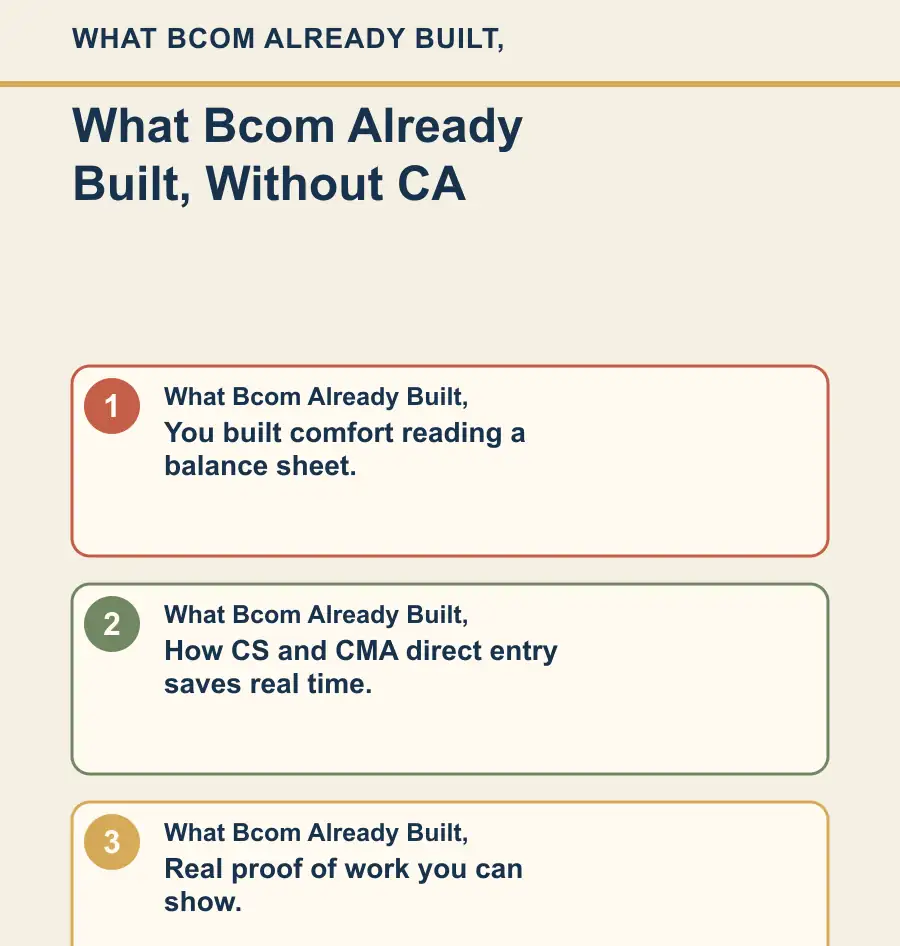 WHAT BCOM ALREADY BUILT,
What Bcom Already
Built, Without CA
1
What Bcom Already Built,
You built comfort reading a
balance sheet.
2
What Bcom Already Built,
How CS and CMA direct entry
saves real time.
3
What Bcom Already Built,
Real proof of work you can
show.